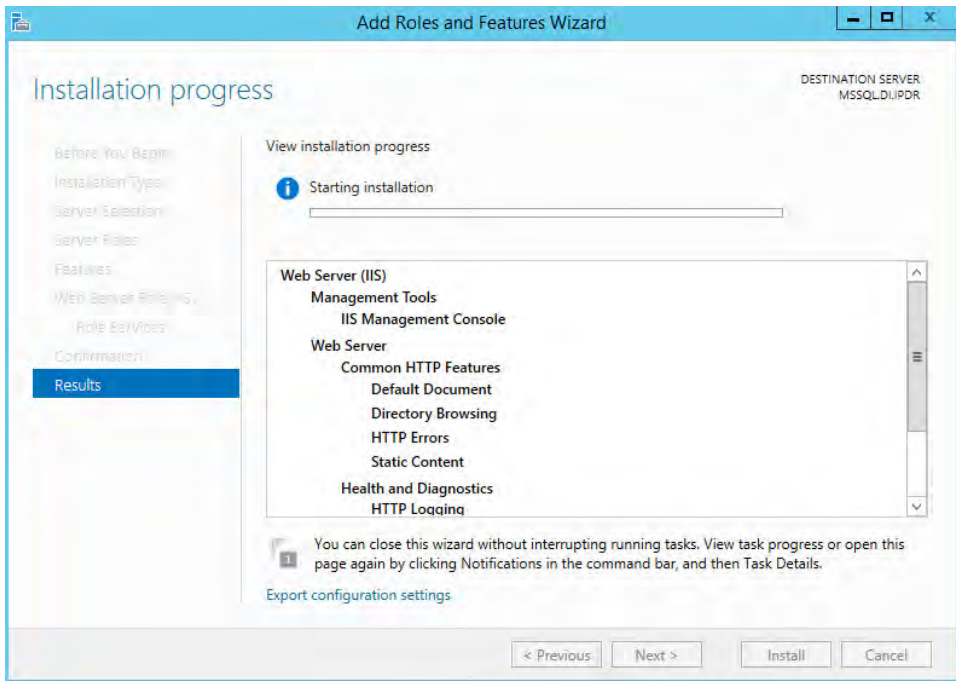 Add Roles and Features Wizard
Installation progress
DESTINATION SERVER
MSSQL.DI.IPDR
Before You Begin
Installation Type
Server Selection
Server Roles
Features
Web Server Role
Role Services
Confirmation
Results
View installation progress
Starting installation
Web Server (IIS)
Management Tools
IIS Management Console
Web Server
Common HTTP Features
Default Document
Directory Browsing
HTTP Errors
Static Content
Health and Diagnostics
HTTP Logging
1
You can close this wizard without interrupting running tasks. View task progress or open this
page again by clicking Notifications in the command bar, and then Task Details.
Export configuration settings
< Previous
Next >
Install
Cancel